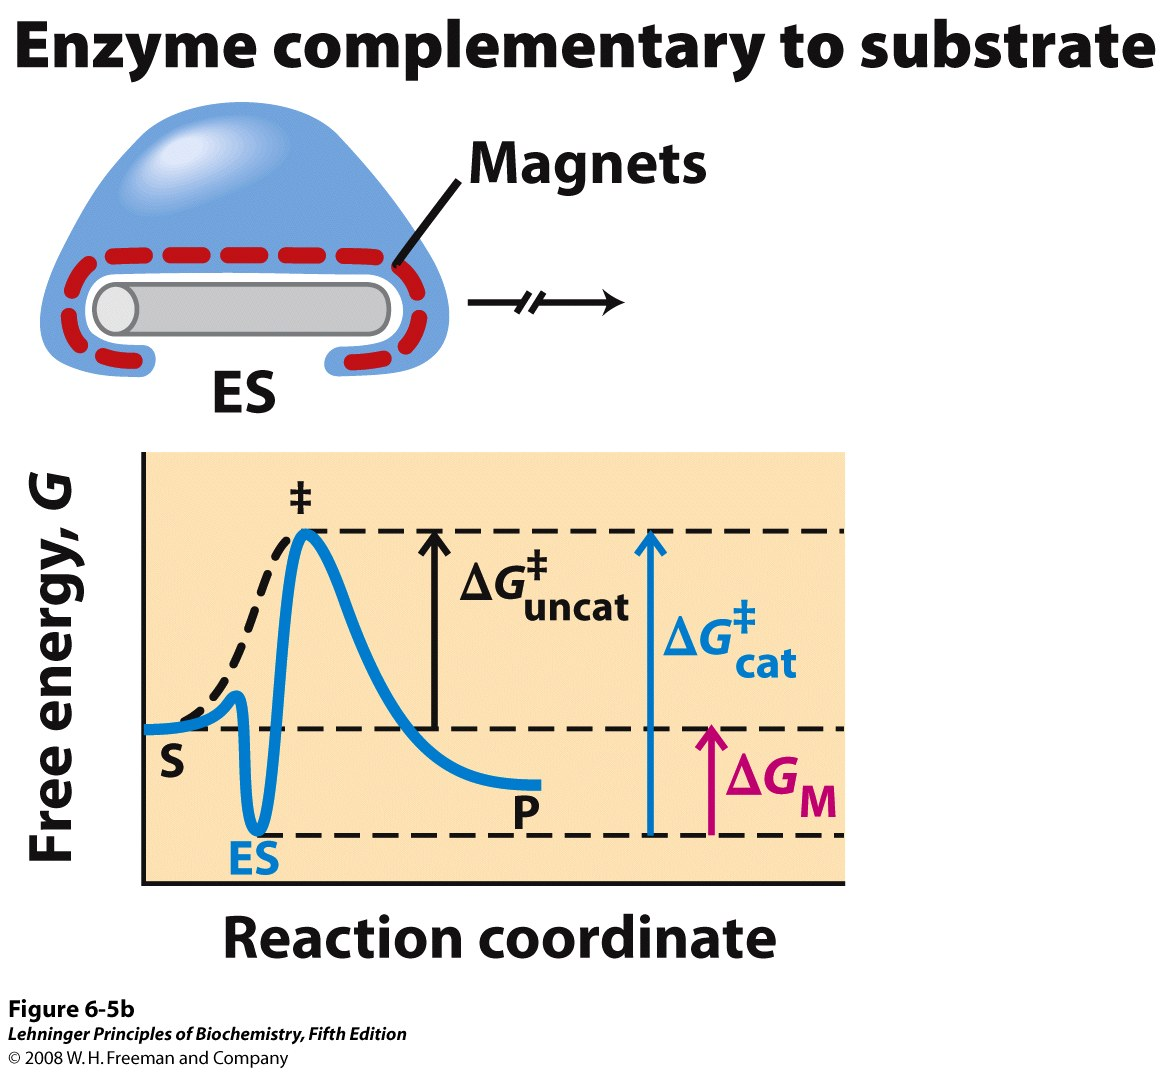 Enzyme complementary to substrate
Magnets
ES
Free energy, G
‡
ΔG‡uncat
ΔG‡cat
S
ΔGM
P
ES
Reaction coordinate
Figure 6-5b
Lehninger Principles of Biochemistry, Fifth Edition
© 2008 W. H. Freeman and Company